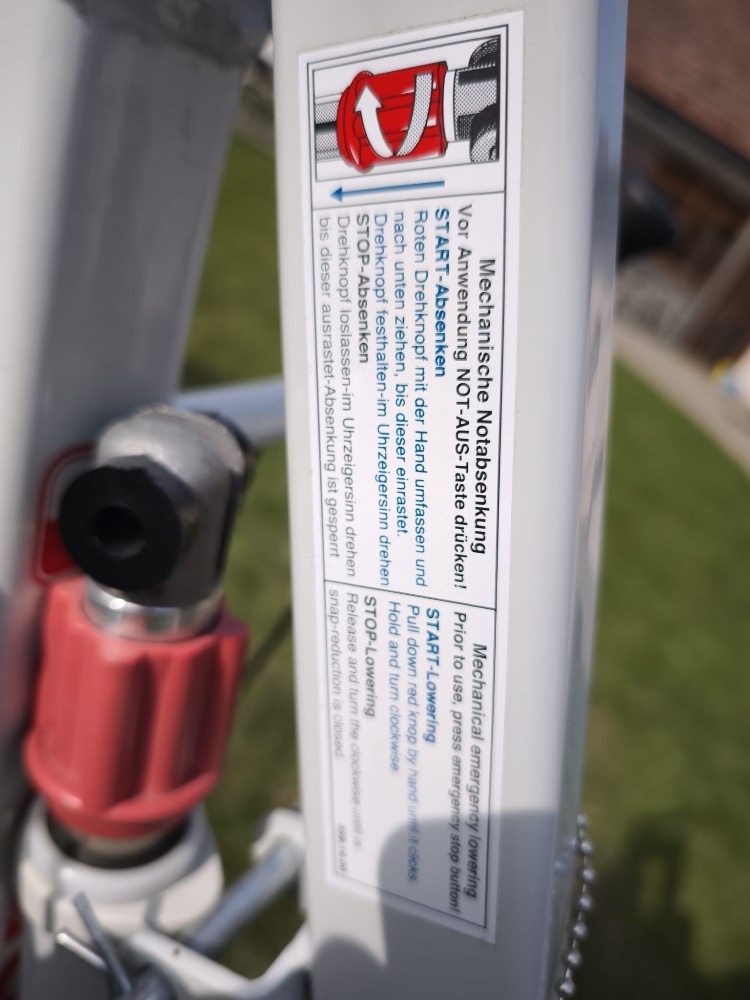 Mechanische Notabsenkung
Vor Anwendung NOT-AUS-Taste drücken!
START-Absenken
Roten Drehknopf mit der Hand umfassen und
nach unten ziehen, bis dieser einrastet.
Drehknopf festhalten-im Uhrzeigersinn drehen
STOP-Absenken
Drehknopf loslassen-im Uhrzeigersinn drehen
bis dieser ausrastet-Absenkung ist gesperrt
Mechanical emergency lowering
Prior to use, press emergency stop button!
START-Lowering
Pull down red knop by hand until it clicks.
Hold and turn clockwise
STOP-Lowering
Release and turn the clockwise until is
snap-reduction is closed.